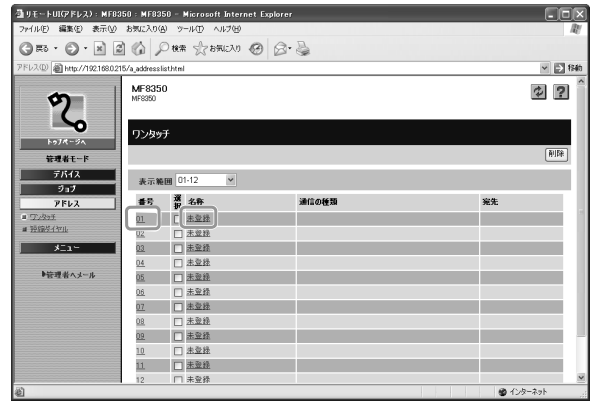 リモートUI(アドレス) : MF8350 : MF8350 - Microsoft Internet Explorer
ファイル(F) 編集(E) 表示(V) お気に入り(A) ツール(T) ヘルプ(H)
戻る 検索 お気に入り
アドレス(D) http://192.168.0.215/a_addresslist.html 移動
MF8350
MF8350
トップページへ
管理者モード
デバイス
ジョブ
アドレス
ワンタッチ
短縮ダイヤル
メニュー
管理者へメール
ワンタッチ
削除
表示範囲 01-12
番号 選択 名称 通信の種類 宛先
01 未登録
02 未登録
03 未登録
04 未登録
05 未登録
06 未登録
07 未登録
08 未登録
09 未登録
10 未登録
11 未登録
12 未登録
インターネット